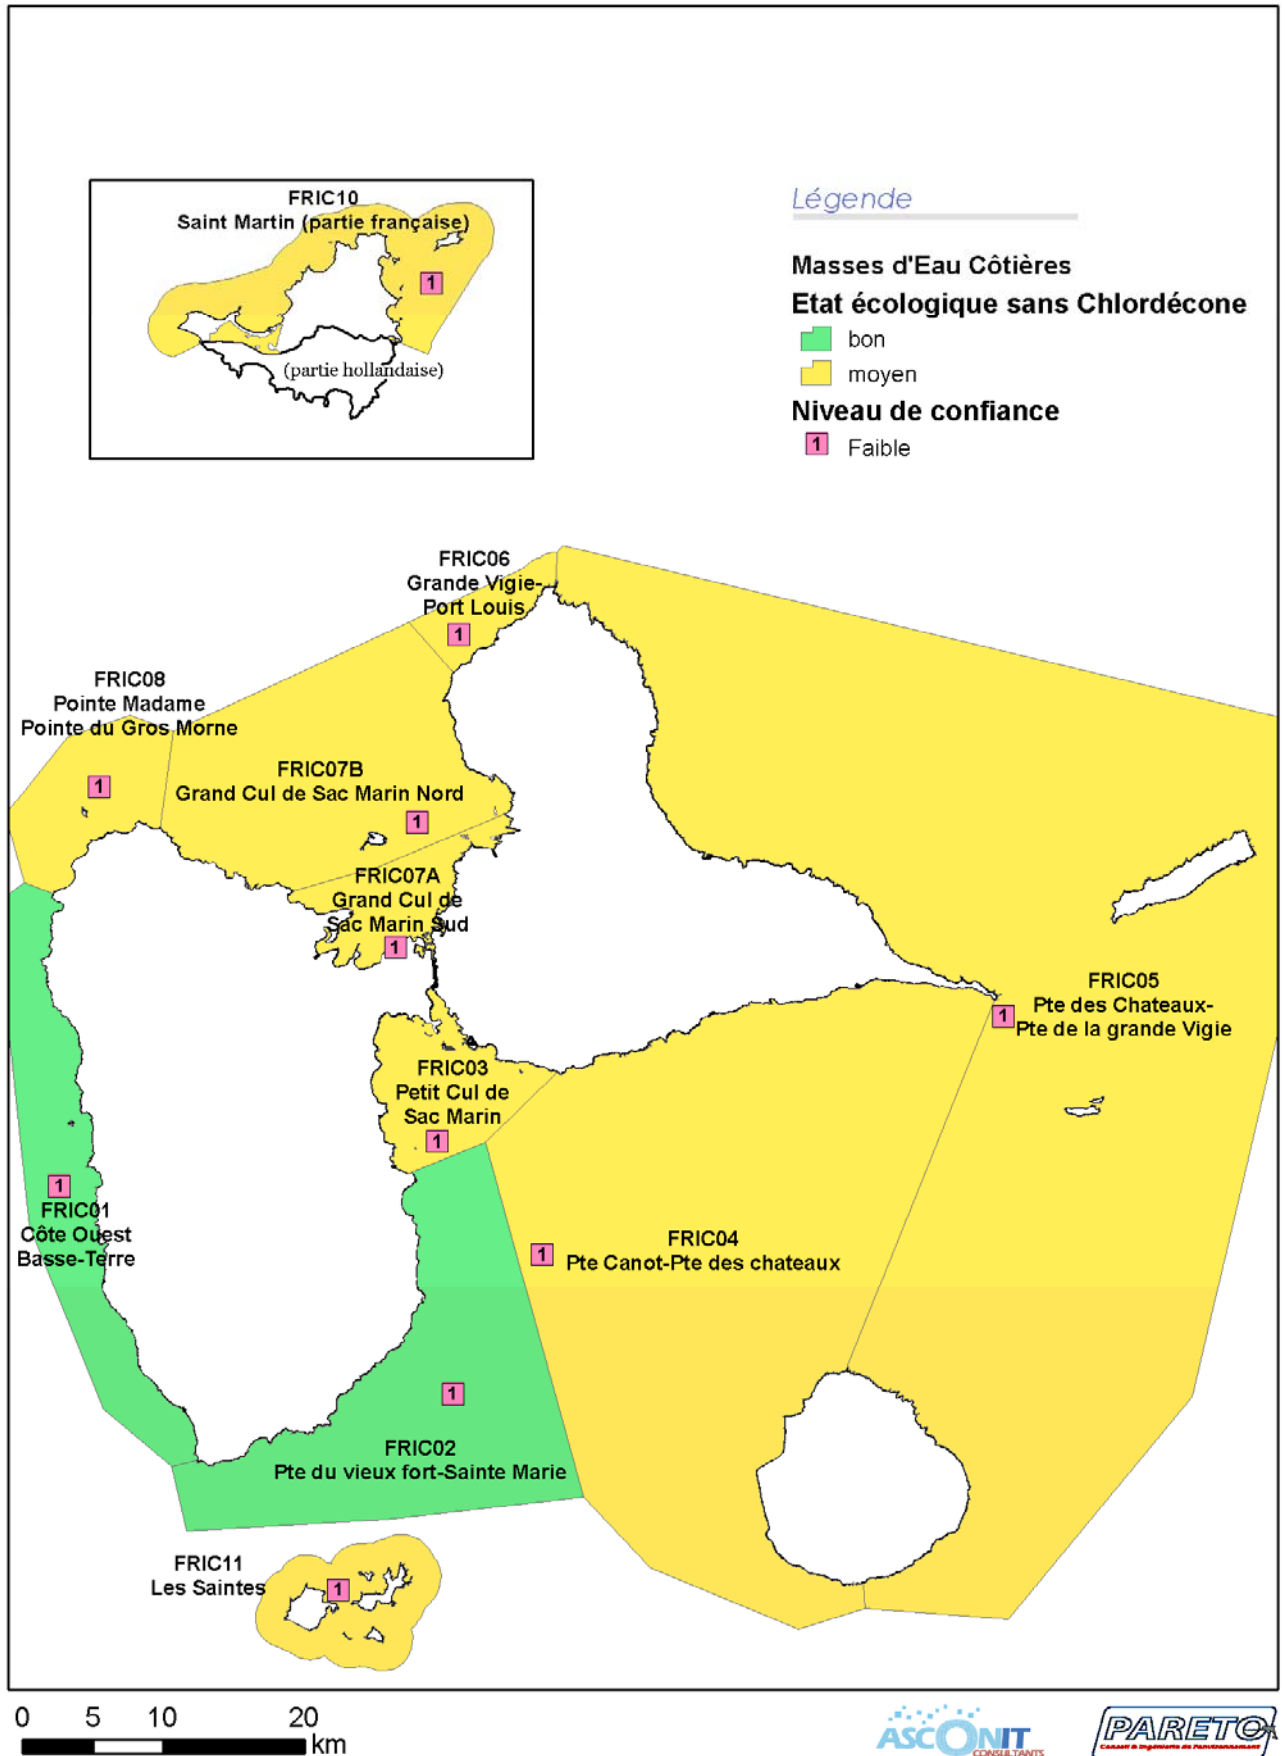 FRIC10
Saint Martin (partie française)
1
(partie hollandaise)
Légende
Masses d'Eau Côtières
Etat écologique sans Chlordécone
bon
moyen
Niveau de confiance
1 Faible
FRIC06
Grande Vigie-
Port Louis
1
FRIC08
Pointe Madame
Pointe du Gros Morne
1
FRIC07B
Grand Cul de Sac Marin Nord
1
FRIC07A
Grand Cul de
Sac Marin Sud
1
FRIC05
Pte des Chateaux-
Pte de la grande Vigie
1
FRIC03
Petit Cul de
Sac Marin
1
1
FRIC01
Côte Ouest
Basse-Terre
FRIC04
Pte Canot-Pte des chateaux
1
1
FRIC02
Pte du vieux fort-Sainte Marie
FRIC11
Les Saintes
1
0 5 10 20
km
ASCONIT
CONSULTANTS
PARETO
Conseil & Ingénierie de l'environnement